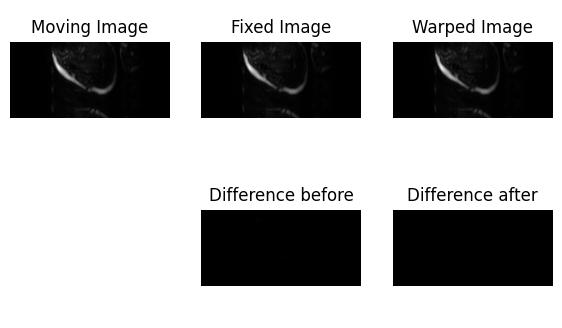 Moving Image
Fixed Image
Warped Image
Difference before
Difference after